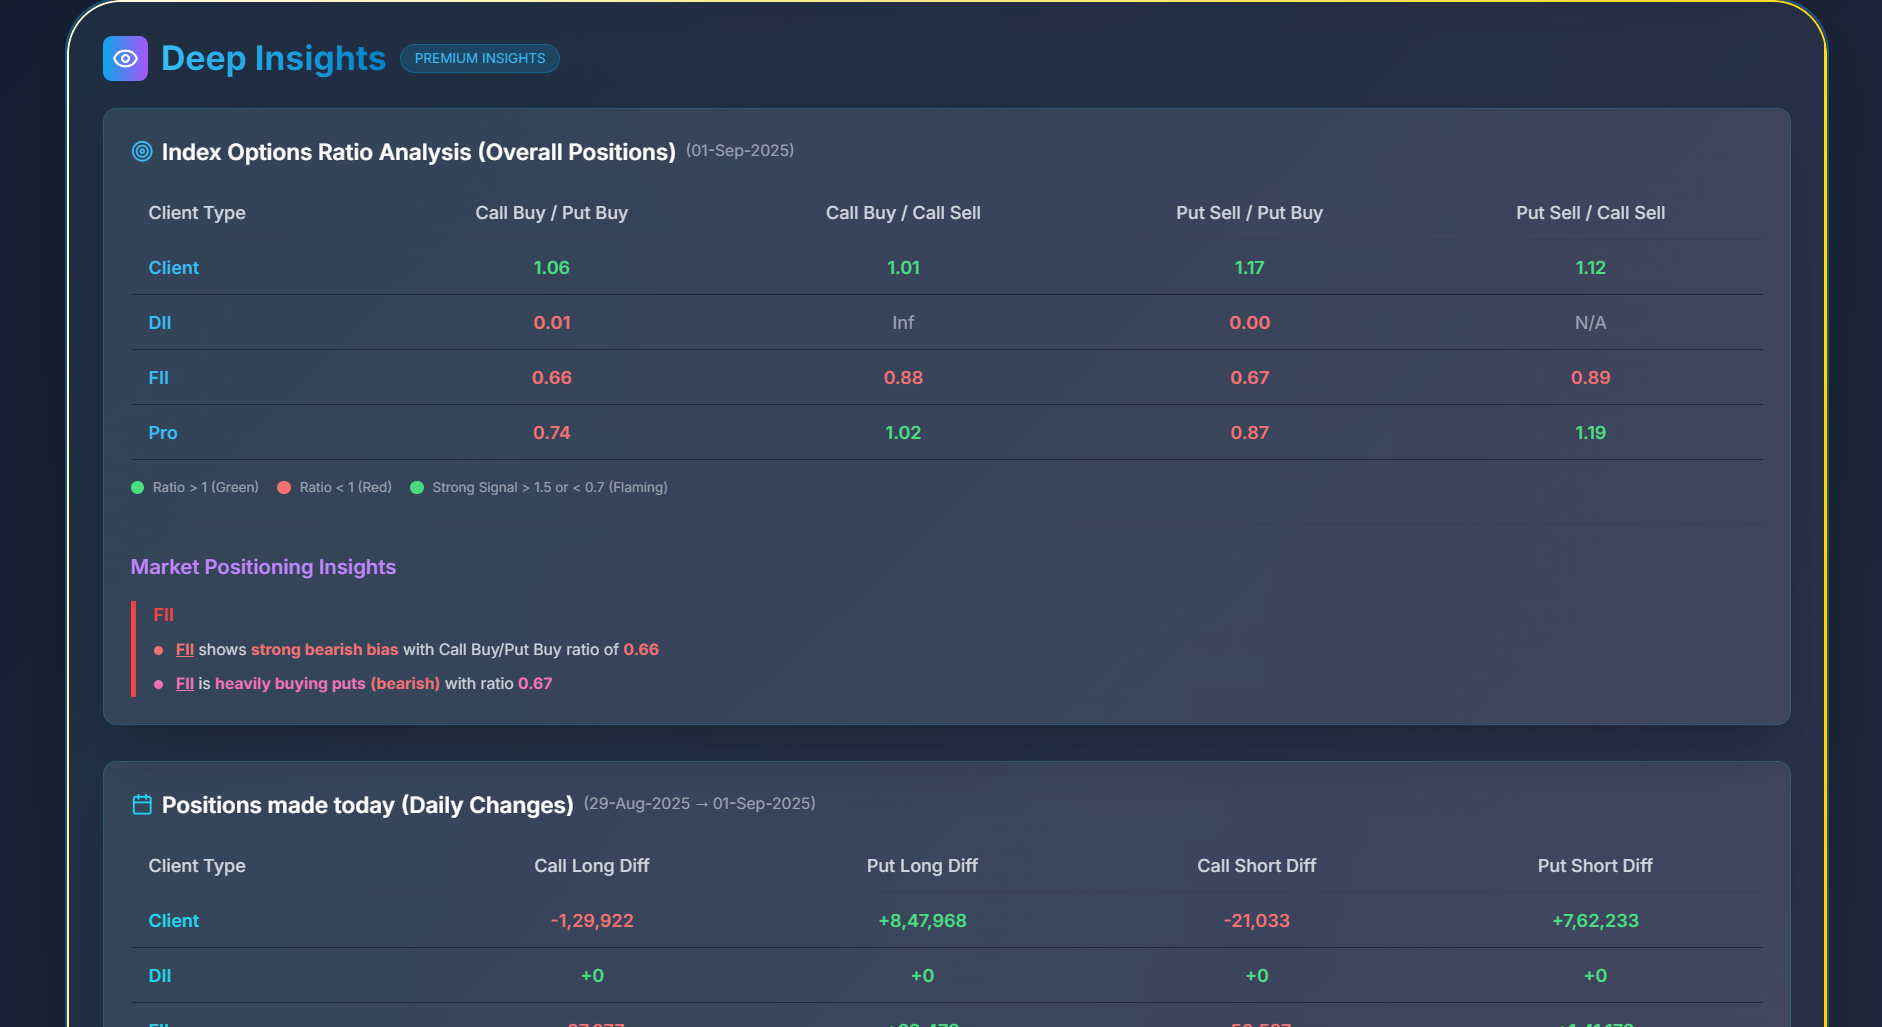 Deep Insights PREMIUM INSIGHTS
Index Options Ratio Analysis (Overall Positions) (01-Sep-2025)
Client Type Call Buy / Put Buy Call Buy / Call Sell Put Sell / Put Buy Put Sell / Call Sell
Client 1.06 1.01 1.17 1.12
DII 0.01 Inf 0.00 N/A
FII 0.66 0.88 0.67 0.89
Pro 0.74 1.02 0.87 1.19
Ratio > 1 (Green) Ratio < 1 (Red) Strong Signal > 1.5 or < 0.7 (Flaming)
Market Positioning Insights
FII
FII shows strong bearish bias with Call Buy/Put Buy ratio of 0.66
FII is heavily buying puts (bearish) with ratio 0.67
Positions made today (Daily Changes) (29-Aug-2025 → 01-Sep-2025)
Client Type Call Long Diff Put Long Diff Call Short Diff Put Short Diff
Client -1,29,922 +8,47,968 -21,033 +7,62,233
DII +0 +0 +0 +0
FII